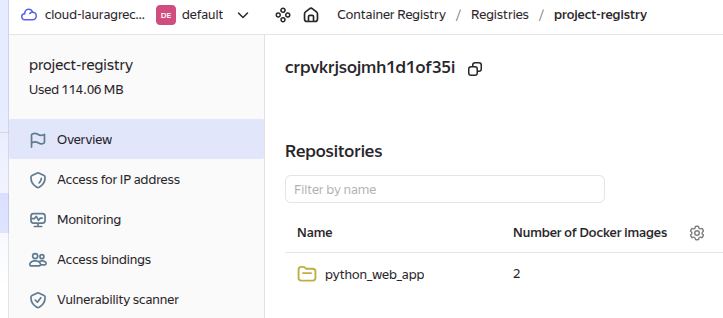 cloud-lauragrec... DE default Container Registry / Registries / project-registry
project-registry
Used 114.06 MB
Overview
Access for IP address
Monitoring
Access bindings
Vulnerability scanner
crpvkrjsojmh1d1of35i
Repositories
Filter by name
Name Number of Docker images
python_web_app 2